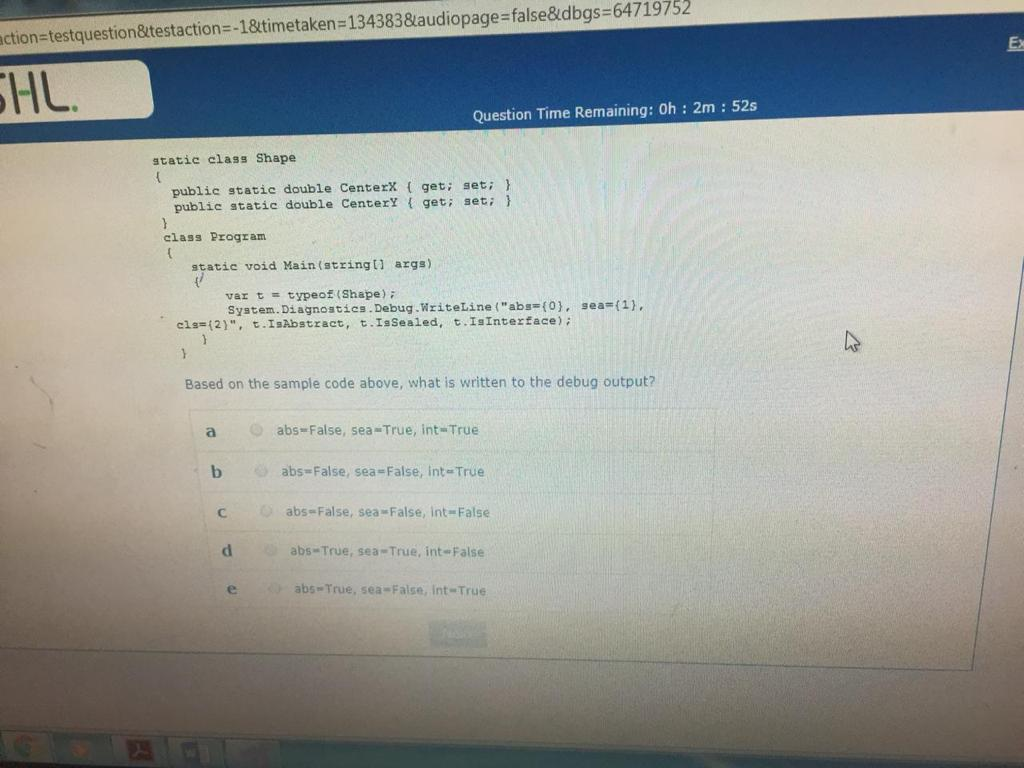 ction=testquestion&testaction=-1&timetaken=134383&audiopage=false&dbgs=64719752
SHL.
Question Time Remaining: 0h : 2m : 52s
static class Shape
{
public static double CenterX { get; set; }
public static double CenterY { get; set; }
}
class Program
{
static void Main(string[] args)
{
var t = typeof(Shape);
System.Diagnostics.Debug.WriteLine("abs={0}, sea={1},
cls={2}", t.IsAbstract, t.IsSealed, t.IsInterface);
}
}
Based on the sample code above, what is written to the debug output?
a abs=False, sea=True, int=True
b abs=False, sea=False, int=True
c abs=False, sea=False, int=False
d abs=True, sea=True, int=False
e abs=True, sea=False, int=True